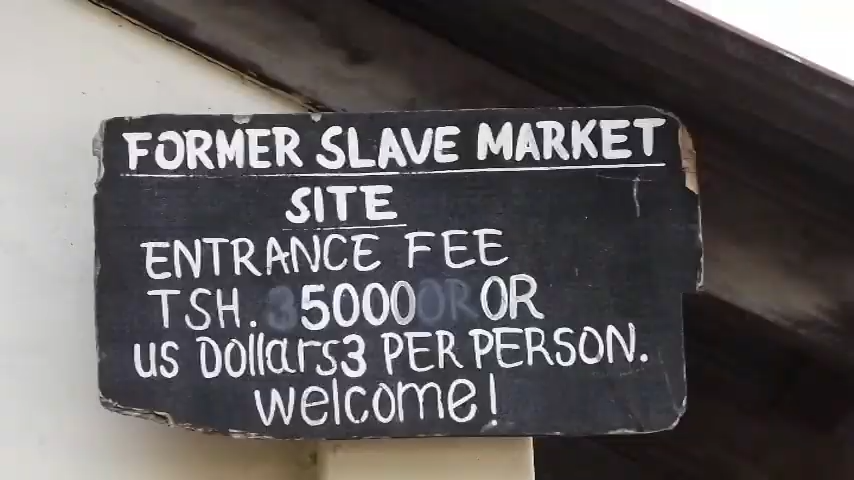 FORMER SLAVE MARKET
SITE
ENTRANCE FEE
TSH. 5000 OR
US Dollars3 PER PERSON.
welcome!